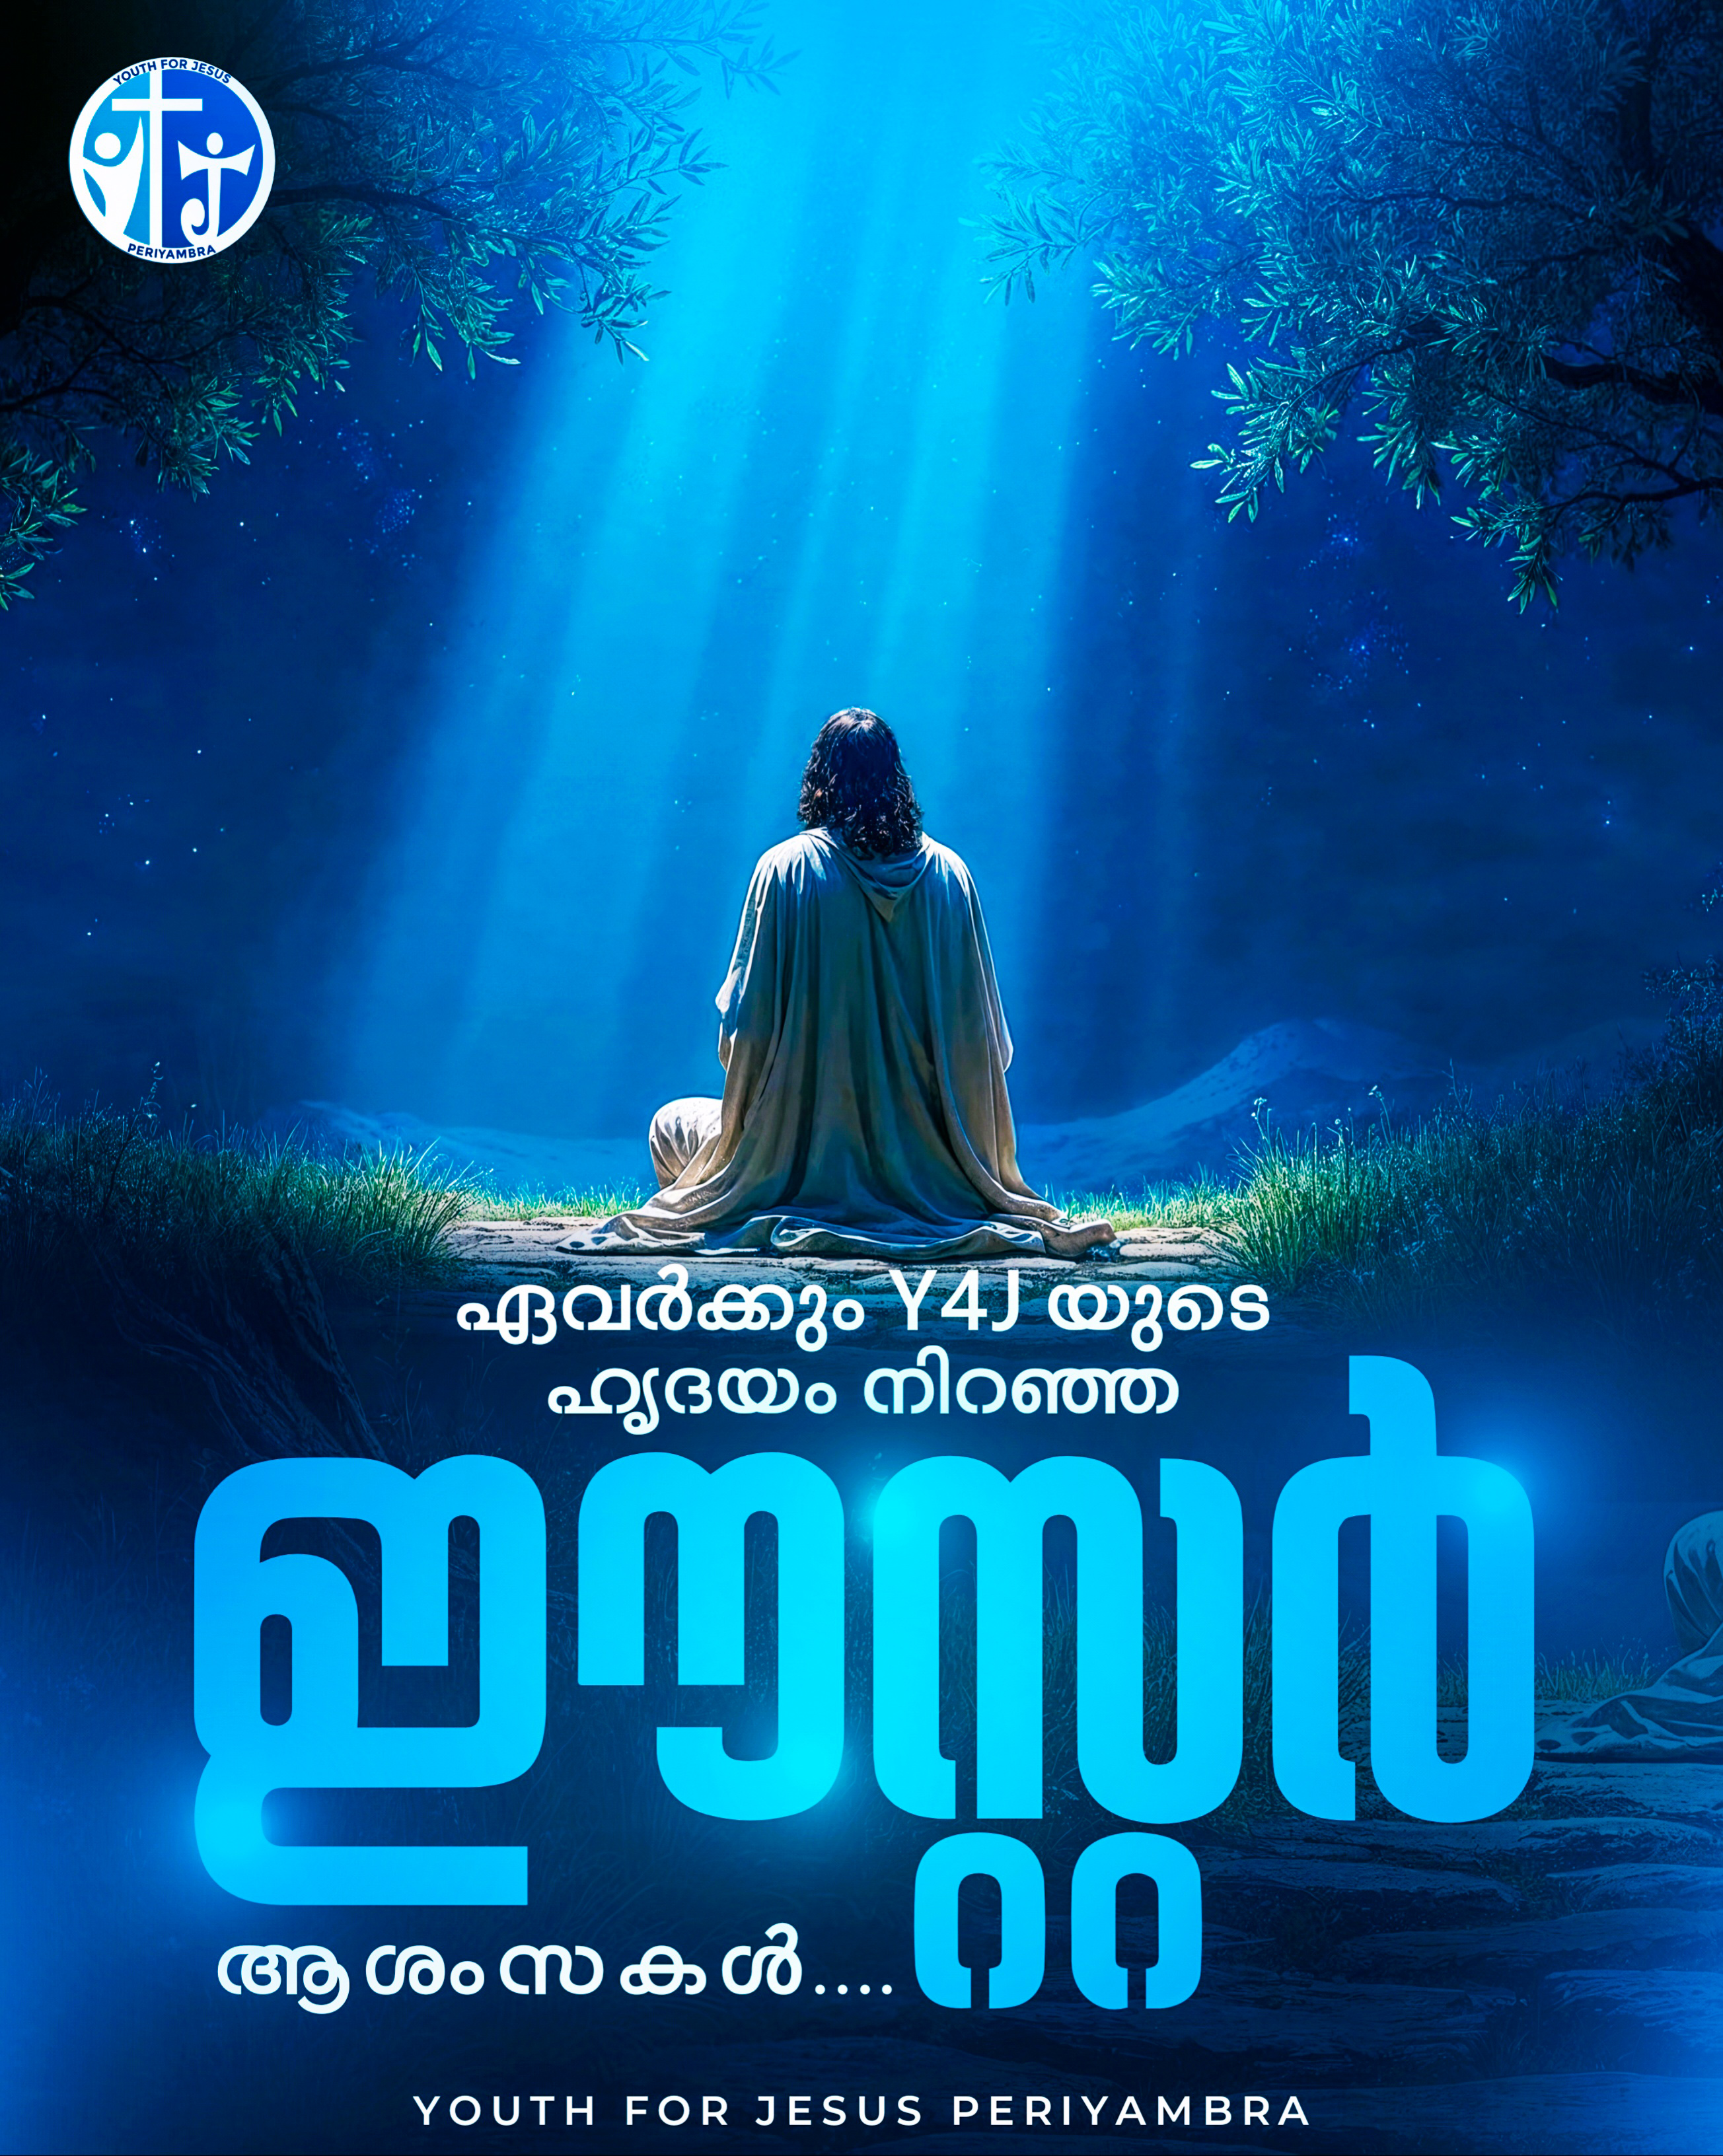 YOUTH FOR JESUS
PERIYAMBRA
ഏവർക്കും Y4J യുടെ
ഹൃദയം നിറഞ്ഞ
ഈസ്റ്റർ
ആശംസകൾ....
YOUTH FOR JESUS PERIYAMBRA